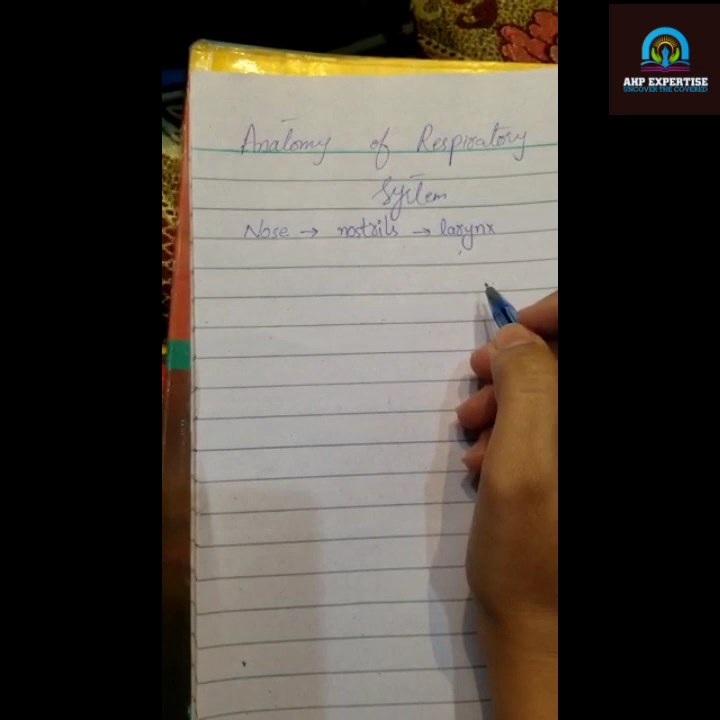 AHP EXPERTISE
UNCOVER THE COVERED
Anatomy of Respiratory
System
Nose → nostrils → larynx